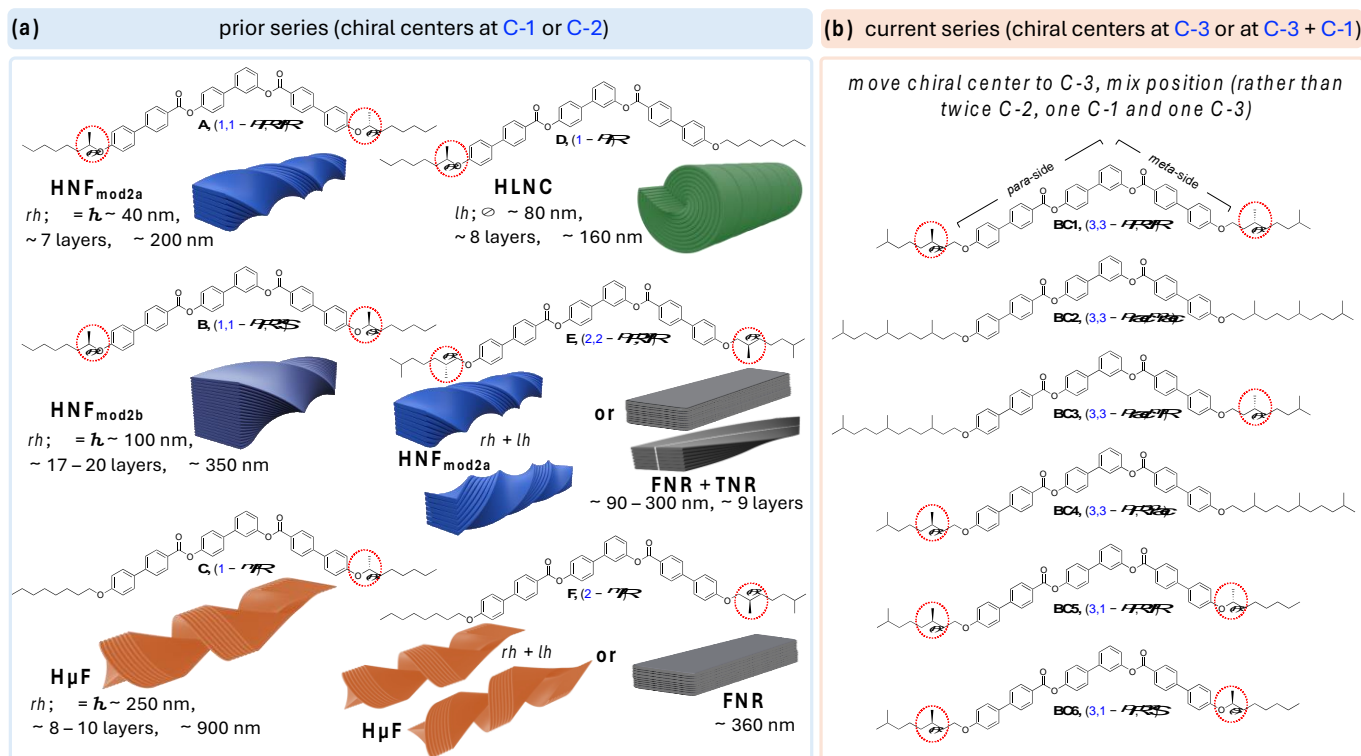 (a) prior series (chiral centers at C-1 or C-2)
A, (1,1 –
HNFmod2a
rh; = h ~ 40 nm,
~ 7 layers, ~ 200 nm
D, (1 –
HLNC
lh; ⌀ ~ 80 nm,
~ 8 layers, ~ 160 nm
B, (1,1 –
HNFmod2b
rh; = h ~ 100 nm,
~ 17 – 20 layers, ~ 350 nm
E, (2,2 –
rh + lh
HNFmod2a
or
FNR + TNR
~ 90 – 300 nm, ~ 9 layers
C, (1 –
HµF
rh; = h ~ 250 nm,
~ 8 – 10 layers, ~ 900 nm
F, (2 –
rh + lh
HµF
or
FNR
~ 360 nm
(b) current series (chiral centers at C-3 or at C-3 + C-1)
move chiral center to C-3, mix position (rather than
twice C-2, one C-1 and one C-3)
para-side
meta-side
BC1, (3,3 –
BC2, (3,3 –
BC3, (3,3 –
BC4, (3,3 –
BC5, (3,1 –
BC6, (3,1 –